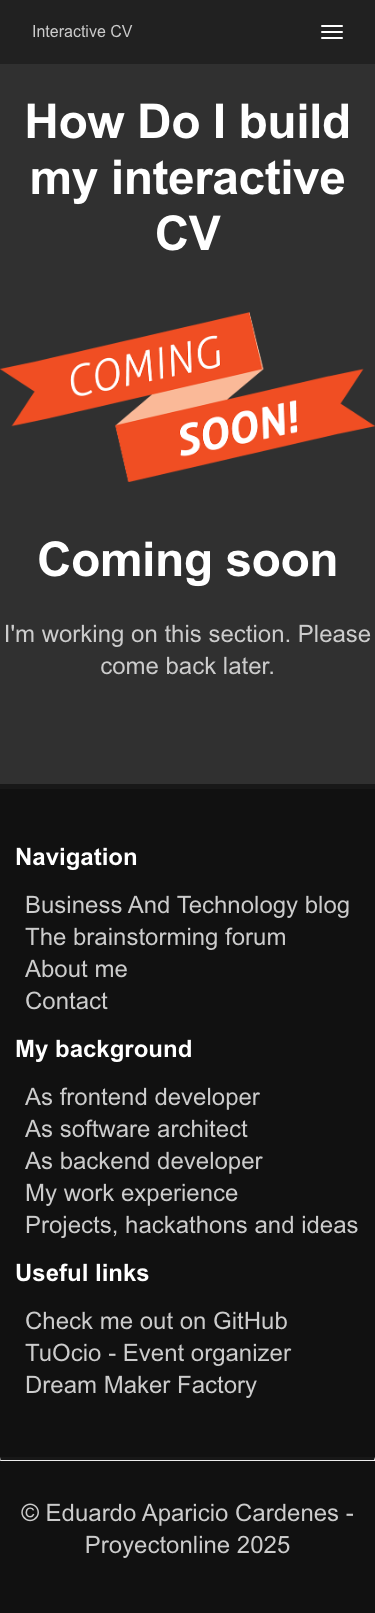 Interactive CV
How Do I build
my interactive
CV
COMING
SOON!
Coming soon
I'm working on this section. Please
come back later.
Navigation
Business And Technology blog
The brainstorming forum
About me
Contact
My background
As frontend developer
As software architect
As backend developer
My work experience
Projects, hackathons and ideas
Useful links
Check me out on GitHub
TuOcio - Event organizer
Dream Maker Factory
© Eduardo Aparicio Cardenes -
Proyectonline 2025